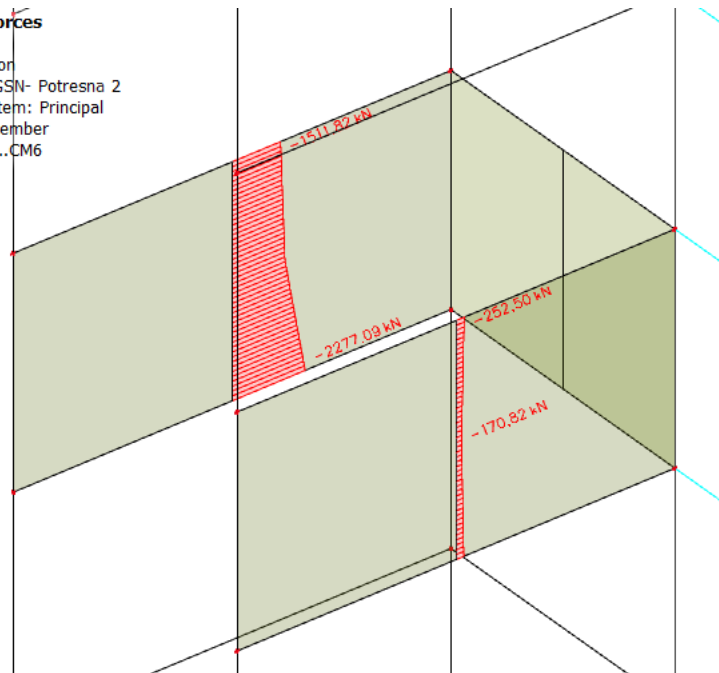 orces
on
GSN- Potresna 2
tem: Principal
ember
..CM6
-1511.82 kN
-2277.09 kN
-252.50 kN
-170.82 kN